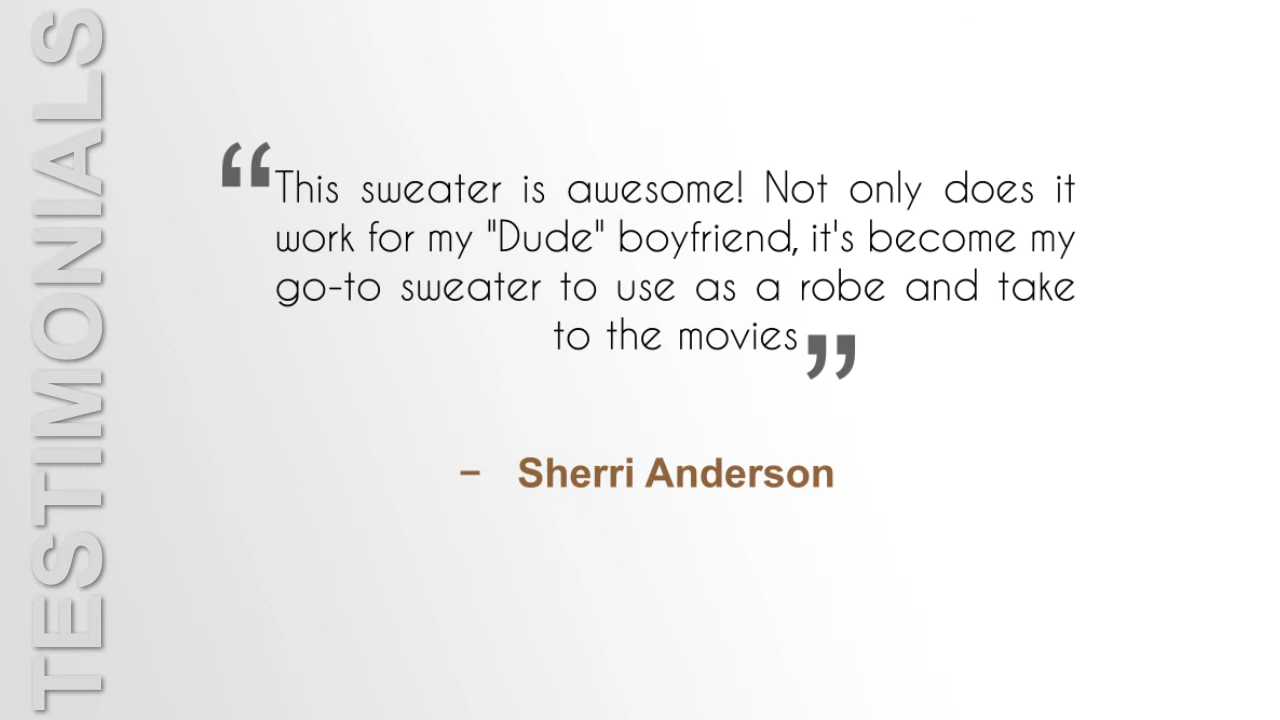 TESTIMONIALS
“This sweater is awesome! Not only does it
work for my "Dude" boyfriend, it's become my
go-to sweater to use as a robe and take
to the movies”
– Sherri Anderson